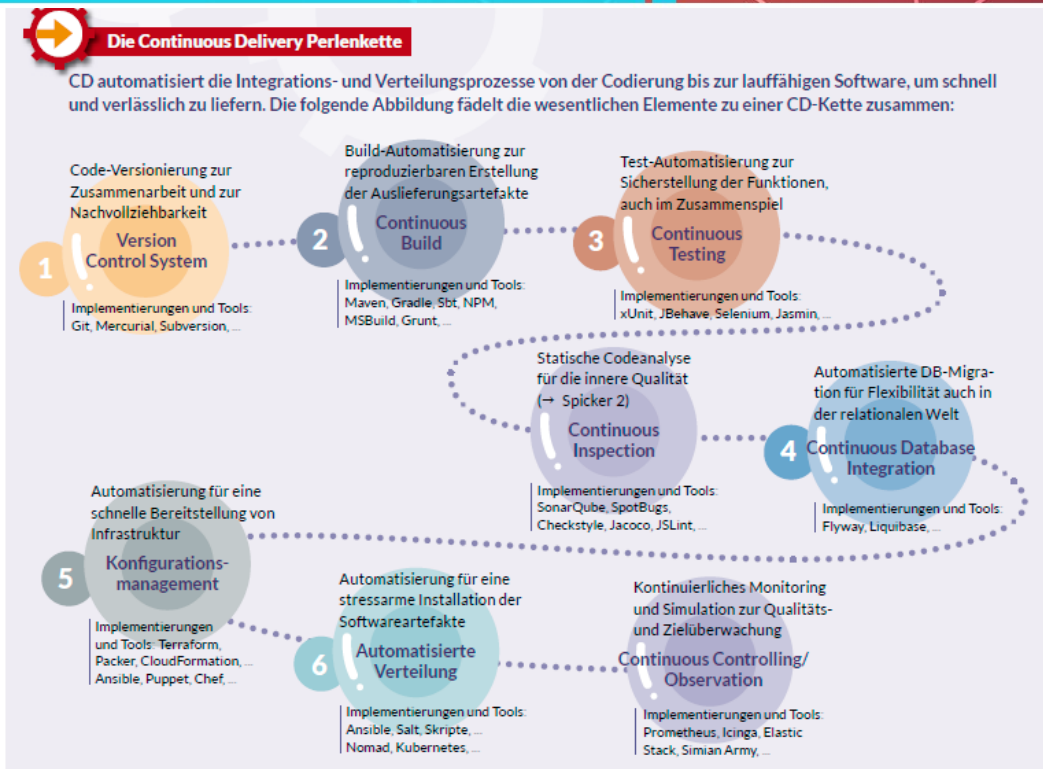 Die Continuous Delivery Perlenkette
CD automatisiert die Integrations- und Verteilungsprozesse von der Codierung bis zur lauffähigen Software, um schnell
und verlässlich zu liefern. Die folgende Abbildung fädelt die wesentlichen Elemente zu einer CD-Kette zusammen:
Code-Versionierung zur
Zusammenarbeit und zur
Nachvollziehbarkeit
1
Version
Control System
Implementierungen und Tools:
Git, Mercurial, Subversion, ...
Build-Automatisierung zur
reproduzierbaren Erstellung
der Auslieferungsartefakte
2
Continuous
Build
Implementierungen und Tools:
Maven, Gradle, Sbt, NPM,
MSBuild, Grunt, ...
Test-Automatisierung zur
Sicherstellung der Funktionen,
auch im Zusammenspiel
3
Continuous
Testing
Implementierungen und Tools:
xUnit, JBehave, Selenium, Jasmin, ...
Statische Codeanalyse
für die innere Qualität
(→ Spicker 2)
Continuous
Inspection
Implementierungen und Tools:
SonarQube, SpotBugs,
Checkstyle, Jacoco, JSLint, ...
Automatisierte DB-Migra-
tion für Flexibilität auch in
der relationalen Welt
4
Continuous Database
Integration
Implementierungen und Tools:
Flyway, Liquibase, ...
Automatisierung für eine
schnelle Bereitstellung von
Infrastruktur
5
Konfigurations-
management
Implementierungen
und Tools: Terraform,
Packer, CloudFormation, ...
Ansible, Puppet, Chef, ...
Automatisierung für eine
stressarme Installation der
Softwareartefakte
6
Automatisierte
Verteilung
Implementierungen und Tools:
Ansible, Salt, Skripte, ...
Nomad, Kubernetes, ...
Kontinuierliches Monitoring
und Simulation zur Qualitäts-
und Zielüberwachung
Continuous Controlling/
Observation
Implementierungen und Tools:
Prometheus, Icinga, Elastic
Stack, Simian Army, ...